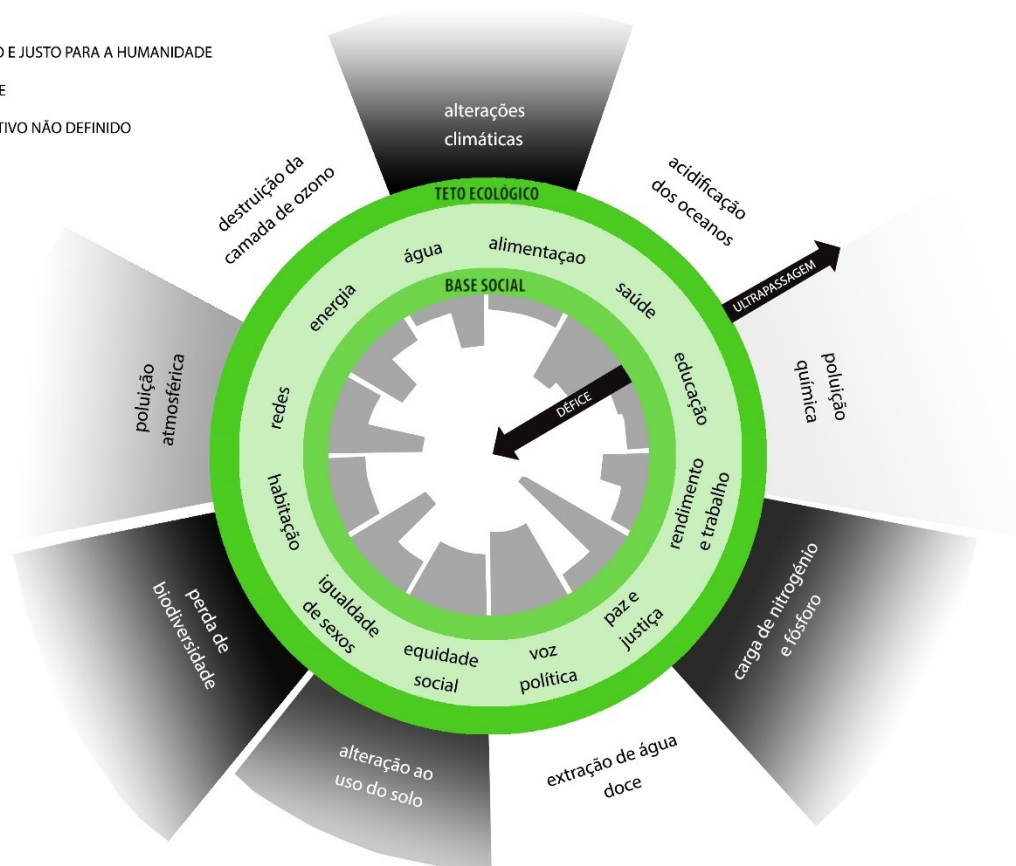 O E JUSTO PARA A HUMANIDADE
E
TIVO NÃO DEFINIDO
alterações
climáticas
destruição da
camada de ozono
acidificação
dos oceanos
TETO ECOLÓGICO
água
alimentaçao
BASE SOCIAL
energia
saúde
ULTRAPASSAGEM
DÉFICE
poluição
atmosférica
redes
educação
poluição
química
habitação
rendimento
e trabalho
igualdade
de sexos
equidade
social
voz
política
paz e
justiça
perda de
biodiversidade
carga de nitrogénio
e fósforo
alteração ao
uso do solo
extração de água
doce